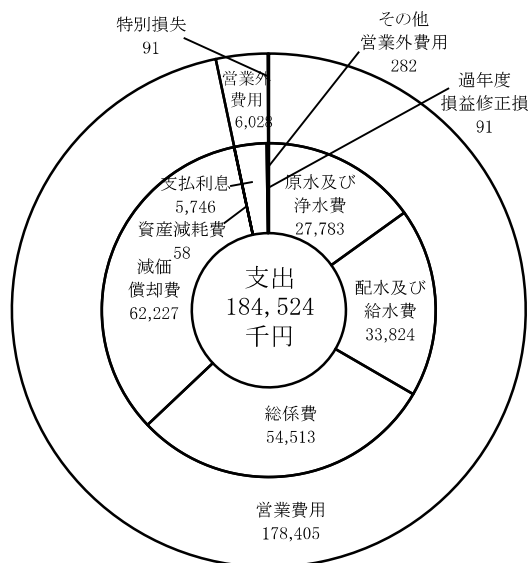 特別損失
91
その他
営業外費用
282
過年度
損益修正損
91
営業外
費用
6,028
支払利息
5,746
資産減耗費
58
減価
償却費
62,227
原水及び
浄水費
27,783
配水及び
給水費
33,824
支出
184,524
千円
総係費
54,513
営業費用
178,405